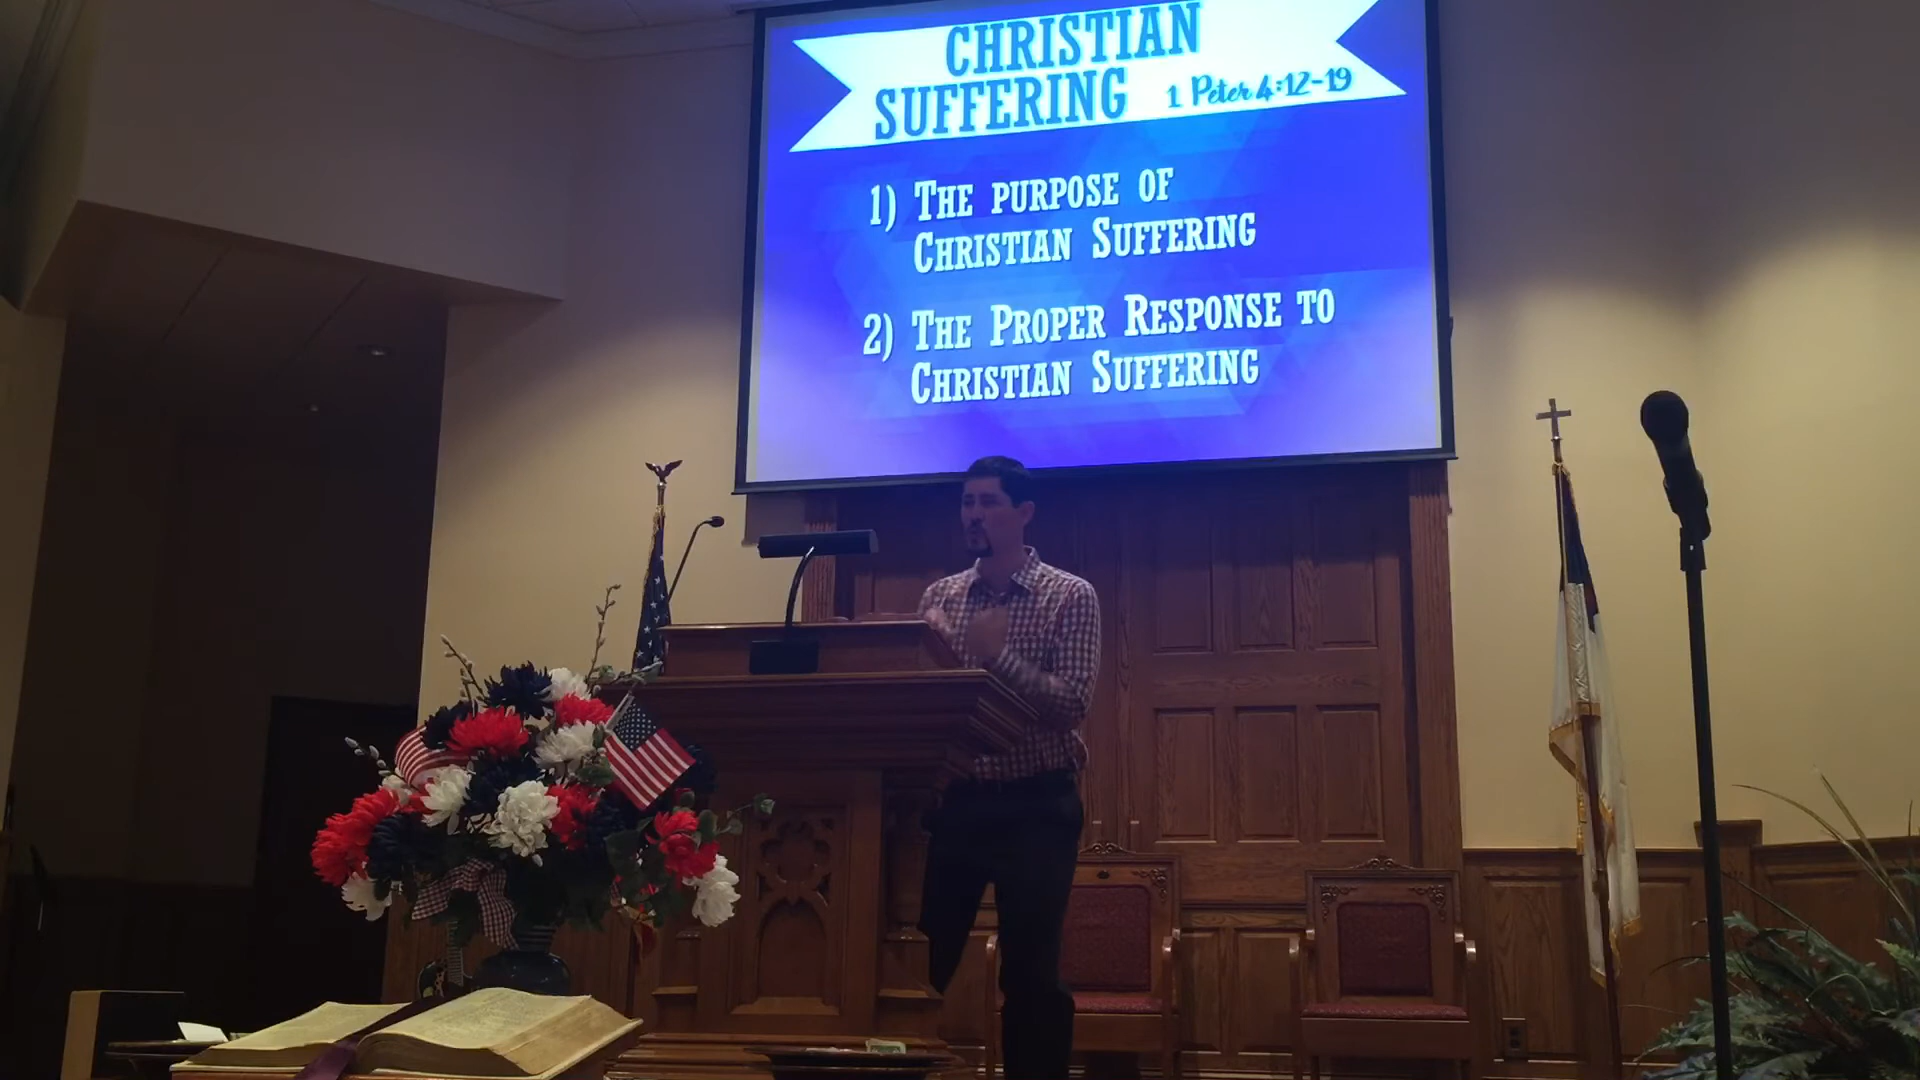 CHRISTIAN
SUFFERING 1 Peter 4:12-19
1) THE PURPOSE OF
CHRISTIAN SUFFERING
2) THE PROPER RESPONSE TO
CHRISTIAN SUFFERING